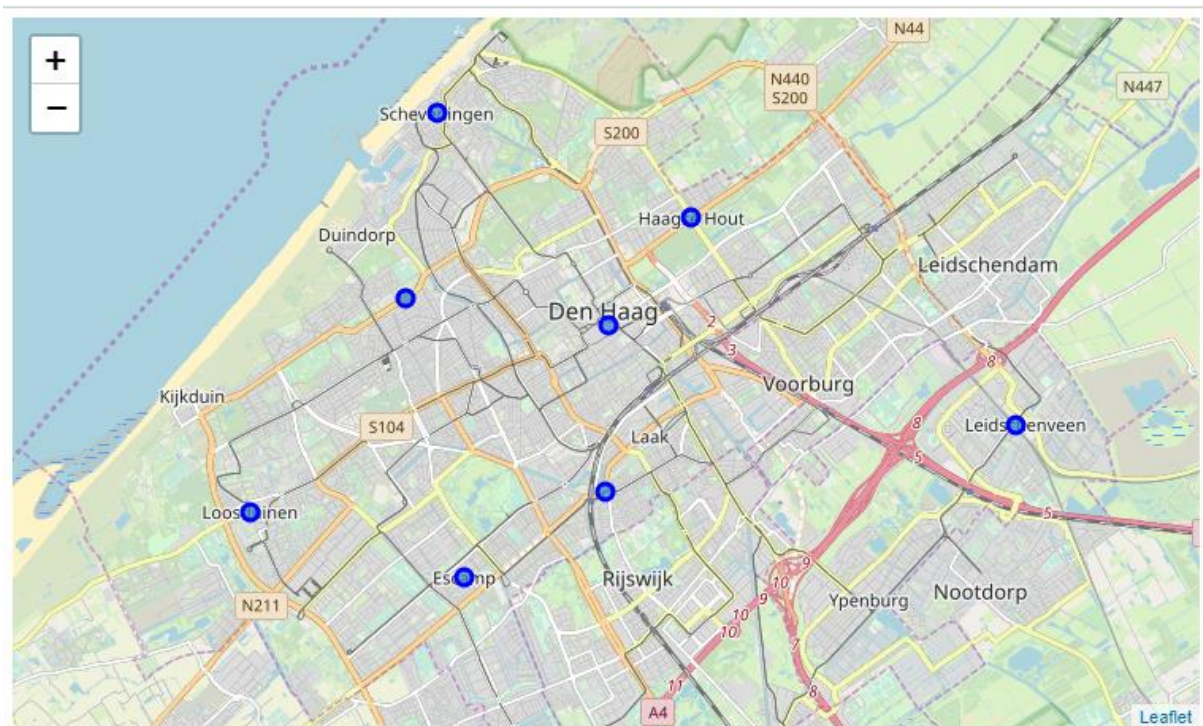 +
−
N44
N440
S200
N447
Scheveningen
S200
Haagse Hout
Duindorp
Leidschendam
Den Haag
2
3
8
Kijkduin
Voorburg
S104
Laak
8
Leidschenveen
5
Loosduinen
5
Escamp
Rijswijk
9
10
9
N211
10
10
Ypenburg
Nootdorp
7
11
8
A4
Leaflet